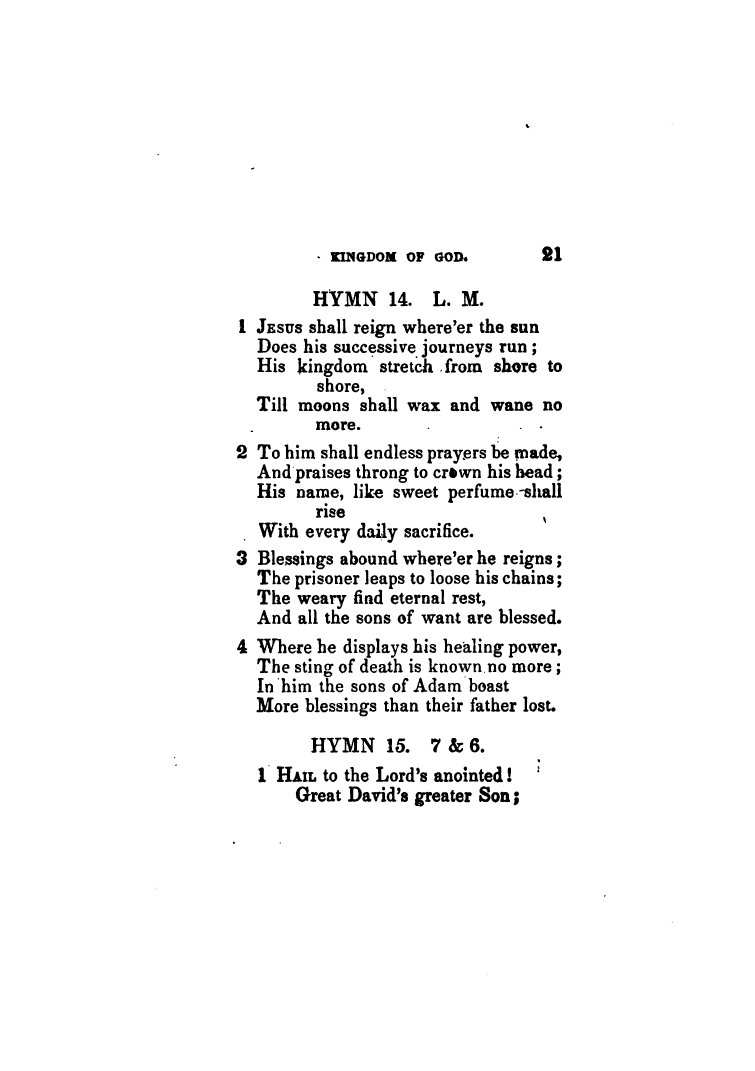 KINGDOM OF GOD. 21
HYMN 14. L. M.
1 JESUS shall reign where'er the sun
Does his successive journeys run ;
His kingdom stretch from shore to
shore,
Till moons shall wax and wane no
more.
2 To him shall endless prayers be made,
And praises throng to crown his head ;
His name, like sweet perfume shall
rise
With every daily sacrifice.
3 Blessings abound where'er he reigns ;
The prisoner leaps to loose his chains ;
The weary find eternal rest,
And all the sons of want are blessed.
4 Where he displays his healing power,
The sting of death is known no more ;
In him the sons of Adam boast
More blessings than their father lost.
HYMN 15. 7 & 6.
1 HAIL to the Lord's anointed !
Great David's greater Son ;